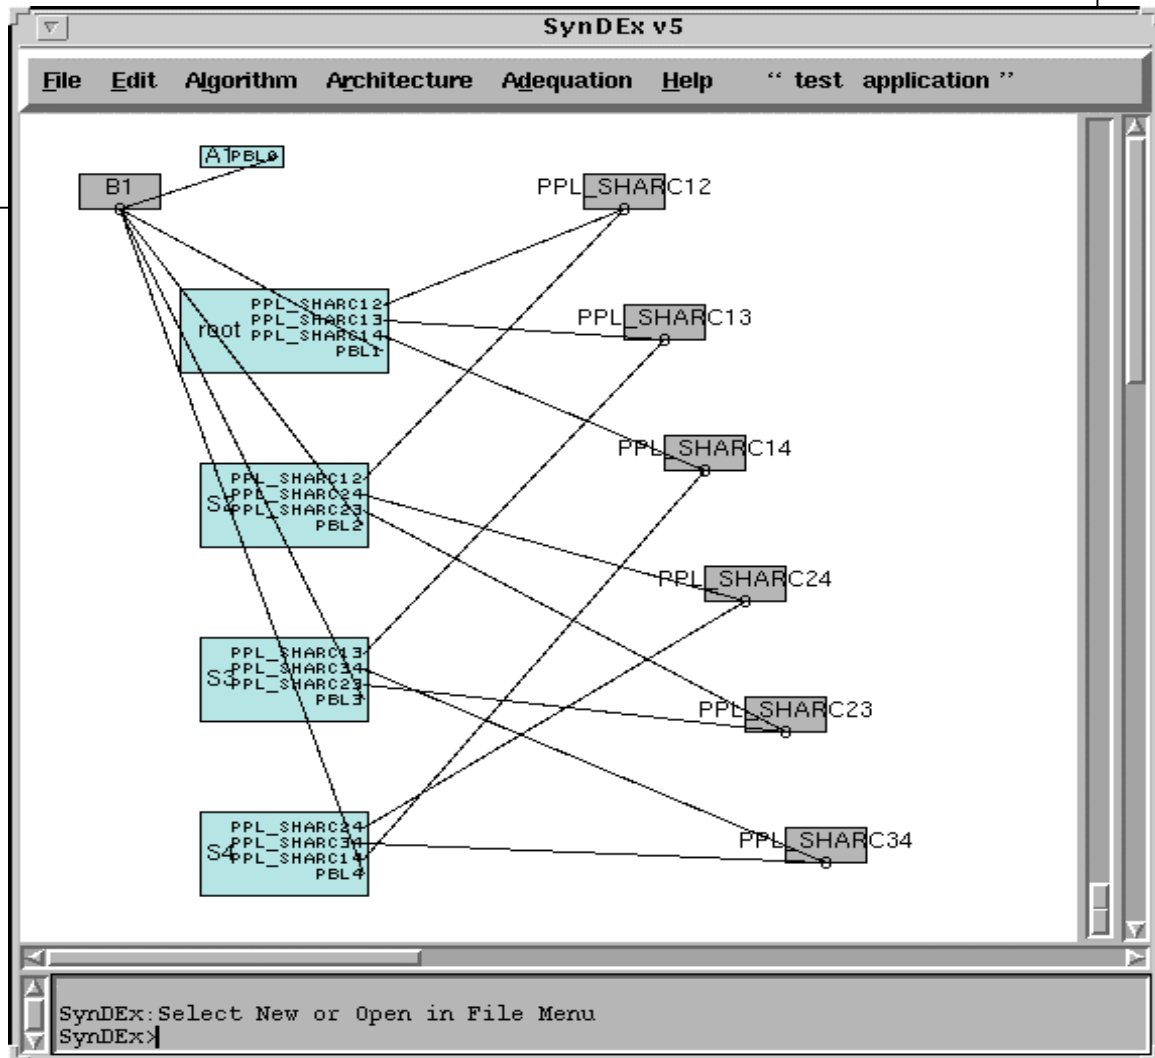 SynDEx v5
File Edit Algorithm Architecture Adequation Help “ test application ”
A1 PBL0
B1
PPL_SHARC12
root
PPL_SHARC12
PPL_SHARC13
PPL_SHARC14
PBL1
PPL_SHARC13
PPL_SHARC14
S2
PPL_SHARC12
PPL_SHARC24
PPL_SHARC23
PBL2
PPL_SHARC24
S3
PPL_SHARC13
PPL_SHARC34
PPL_SHARC23
PBL3
PPL_SHARC23
S4
PPL_SHARC24
PPL_SHARC34
PPL_SHARC14
PBL4
PPL_SHARC34
SynDEx:Select New or Open in File Menu
SynDEx>